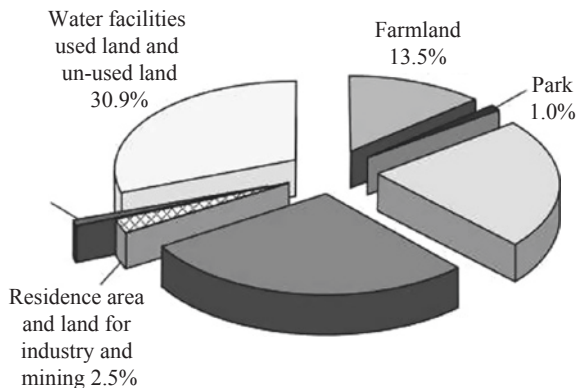 Water facilities
used land and
un-used land
30.9%
Farmland
13.5%
Park
1.0%
Residence area
and land for
industry and
mining 2.5%